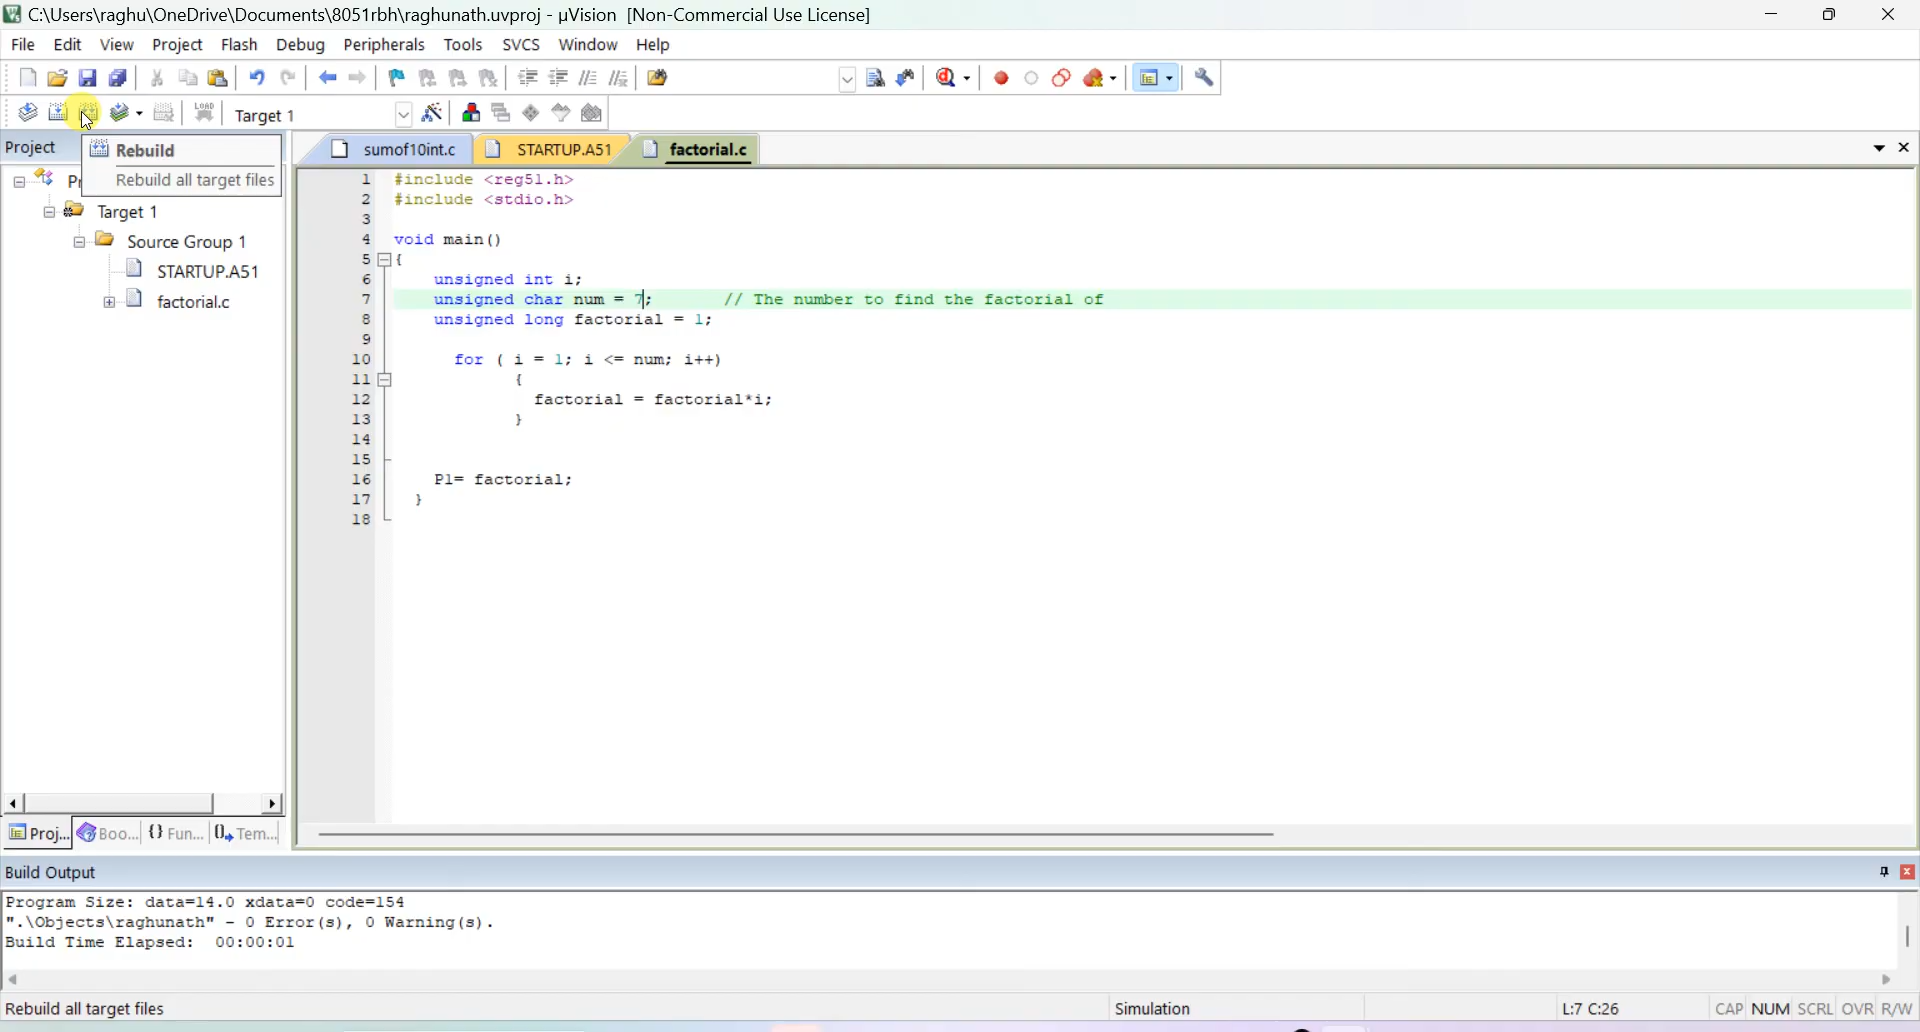 C:\Users\raghu\OneDrive\Documents\8051rbh\raghunath.uvproj - µVision [Non-Commercial Use License]
File Edit View Project Flash Debug Peripherals Tools SVCS Window Help
LOAD Target 1
Project
Rebuild
Rebuild all target files
sumof10int.c STARTUP.A51 factorial.c
Target 1
Source Group 1
STARTUP.A51
factorial.c
1 #include <reg51.h>
2 #include <stdio.h>
3
4 void main()
5 {
6 unsigned int i;
7 unsigned char num = 7; // The number to find the factorial of
8 unsigned long factorial = 1;
9
10 for ( i = 1; i <= num; i++)
11 {
12 factorial = factorial*i;
13 }
14
15
16 P1= factorial;
17 }
18
Proj... Boo... {} Fun... Tem...
Build Output
Program Size: data=14.0 xdata=0 code=154
".\Objects\raghunath" - 0 Error(s), 0 Warning(s).
Build Time Elapsed: 00:00:01
Rebuild all target files Simulation L:7 C:26 CAP NUM SCRL OVR R/W